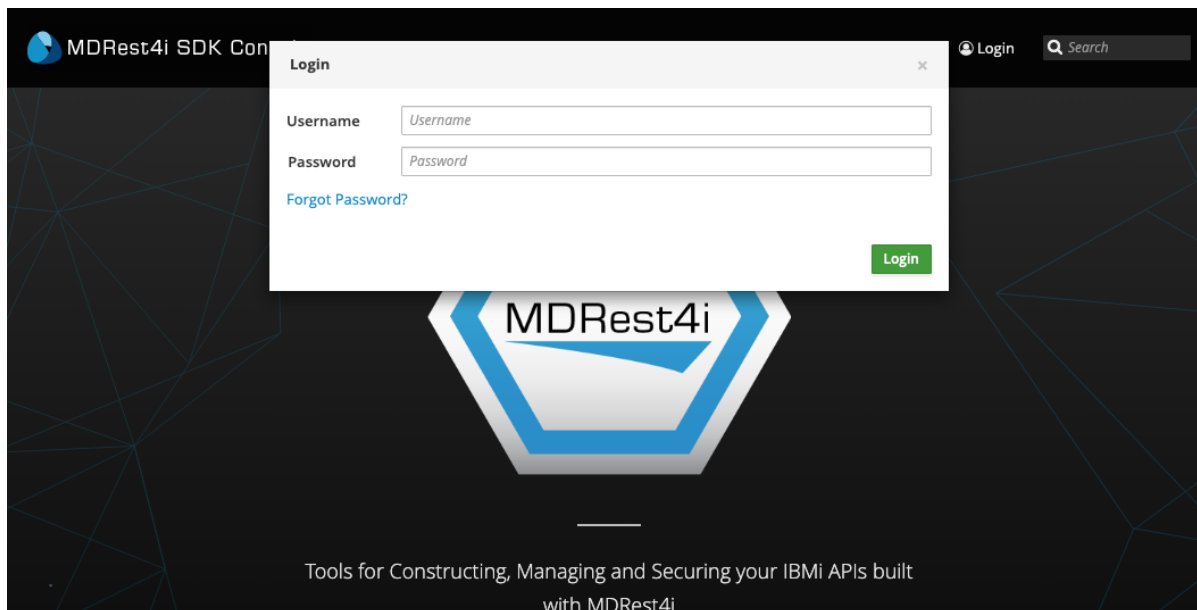 MDRest4i SDK Con
Login
Search
Login
×
Username
Username
Password
Password
Forgot Password?
Login
MDRest4i
Tools for Constructing, Managing and Securing your IBMi APIs built
with MDRest4i